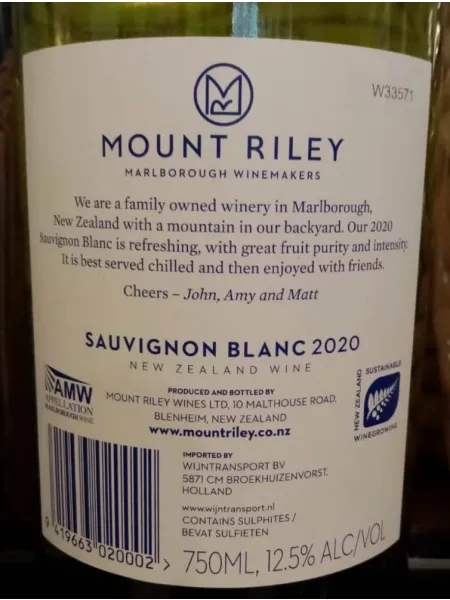 W33571
MR
MOUNT RILEY
MARLBOROUGH WINEMAKERS
We are a family owned winery in Marlborough,
New Zealand with a mountain in our backyard. Our 2020
Sauvignon Blanc is refreshing, with great fruit purity and intensity.
It is best served chilled and then enjoyed with friends.
Cheers – John, Amy and Matt
SAUVIGNON BLANC 2020
NEW ZEALAND WINE
AMW
APPELLATION
MARLBOROUGH WINE
PRODUCED AND BOTTLED BY
MOUNT RILEY WINES LTD, 10 MALTHOUSE ROAD,
BLENHEIM, NEW ZEALAND
www.mountriley.co.nz
SUSTAINABLE
NEW ZEALAND
WINEGROWING
IMPORTED BY
WIJNTRANSPORT BV
5871 CM BROEKHUIZENVORST,
HOLLAND
www.wijntransport.nl
CONTAINS SULPHITES /
BEVAT SULFIETEN
9 419663 020002 >
750ML, 12.5% ALC/VOL